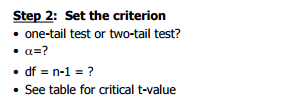 Step 2: Set the criterion
• one-tail test or two-tail test?
• α=?
• df = n-1 = ?
• See table for critical t-value